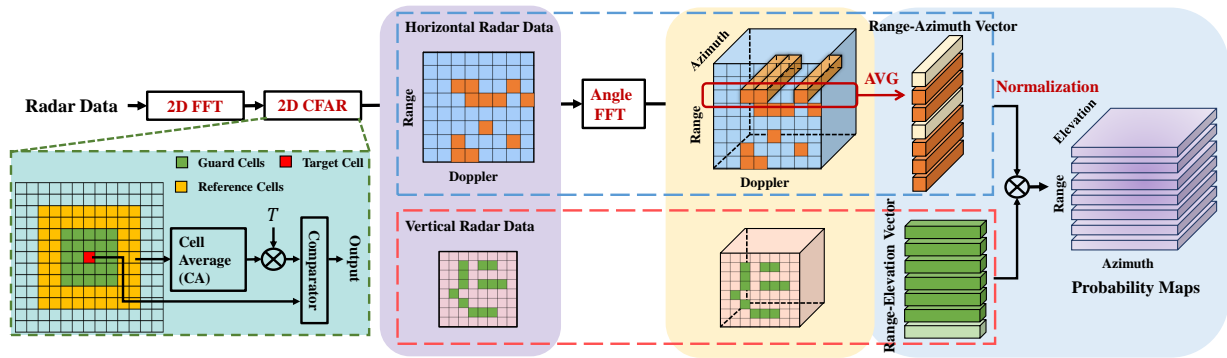 Radar Data
2D FFT
2D CFAR
Guard Cells
Target Cell
Reference Cells
Cell
Average
(CA)
T
Comparator
Output
Horizontal Radar Data
Range
Doppler
Angle
FFT
Azimuth
Range
Doppler
AVG
Range-Azimuth Vector
Normalization
Vertical Radar Data
Range-Elevation Vector
Elevation
Range
Azimuth
Probability Maps